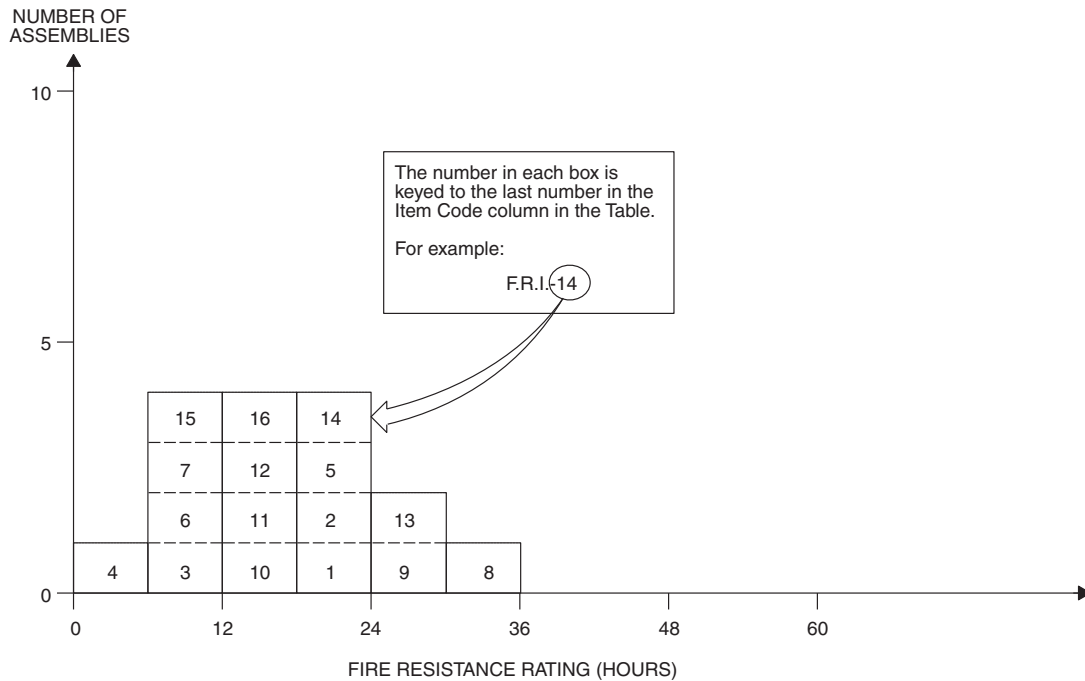 NUMBER OF
ASSEMBLIES
10
The number in each box is
keyed to the last number in the
Item Code column in the Table.
For example:
F.R.I.-14
5
15 16 14
7 12 5
6 11 2 13
4 3 10 1 9 8
0
0 12 24 36 48 60
FIRE RESISTANCE RATING (HOURS)